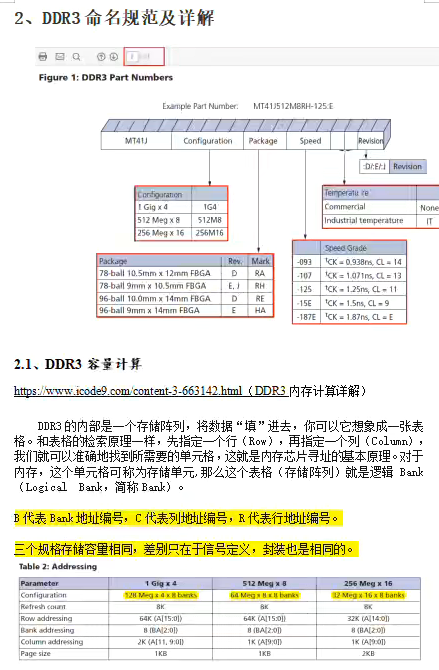 2、DDR3 命名规范及详解
Figure 1: DDR3 Part Numbers
Example Part Number: MT41J512M8RH-125:E
MT41J Configuration Package Speed Revision
:D/:E/:J Revision
Configuration
1 Gig x 4 1G4
512 Meg x 8 512M8
256 Meg x 16 256M16
Temperature
Commercial None
Industrial temperature IT
Package Rev. Mark
78-ball 10.5mm x 12mm FBGA D RA
78-ball 9mm x 10.5mm FBGA E, J RH
96-ball 10.0mm x 14mm FBGA D RE
96-ball 9mm x 14mm FBGA E HA
Speed Grade
-093 tCK = 0.938ns, CL = 14
-107 tCK = 1.071ns, CL = 13
-125 tCK = 1.25ns, CL = 11
-15E tCK = 1.5ns, CL = 9
-187E tCK = 1.87ns, CL = E
2.1、DDR3 容量计算
https://www.icode9.com/content-3-663142.html（DDR3 内存计算详解）
DDR3的内部是一个存储阵列，将数据“填”进去，你可以它想象成一张表
格。和表格的检索原理一样，先指定一个行（Row），再指定一个列（Column），
我们就可以准确地找到所需要的单元格，这就是内存芯片寻址的基本原理。对于
内存，这个单元格可称为存储单元,那么这个表格（存储阵列）就是逻辑 Bank
（Logical Bank，简称Bank）。
B 代表 Bank 地址编号，C 代表列地址编号，R 代表行地址编号。
三个规格存储容量相同，差别只在于信号定义，封装也是相同的。
Table 2: Addressing
Parameter 1 Gig x 4 512 Meg x 8 256 Meg x 16
Configuration 128 Meg x 4 x 8 banks 64 Meg x 8 x 8 banks 32 Meg x 16 x 8 banks
Refresh count 8K 8K 8K
Row addressing 64K (A[15:0]) 64K (A[15:0]) 32K (A[14:0])
Bank addressing 8 (BA[2:0]) 8 (BA[2:0]) 8 (BA[2:0])
Column addressing 2K (A[11, 9:0]) 1K (A[9:0]) 1K (A[9:0])
Page size 1KB 1KB 2KB